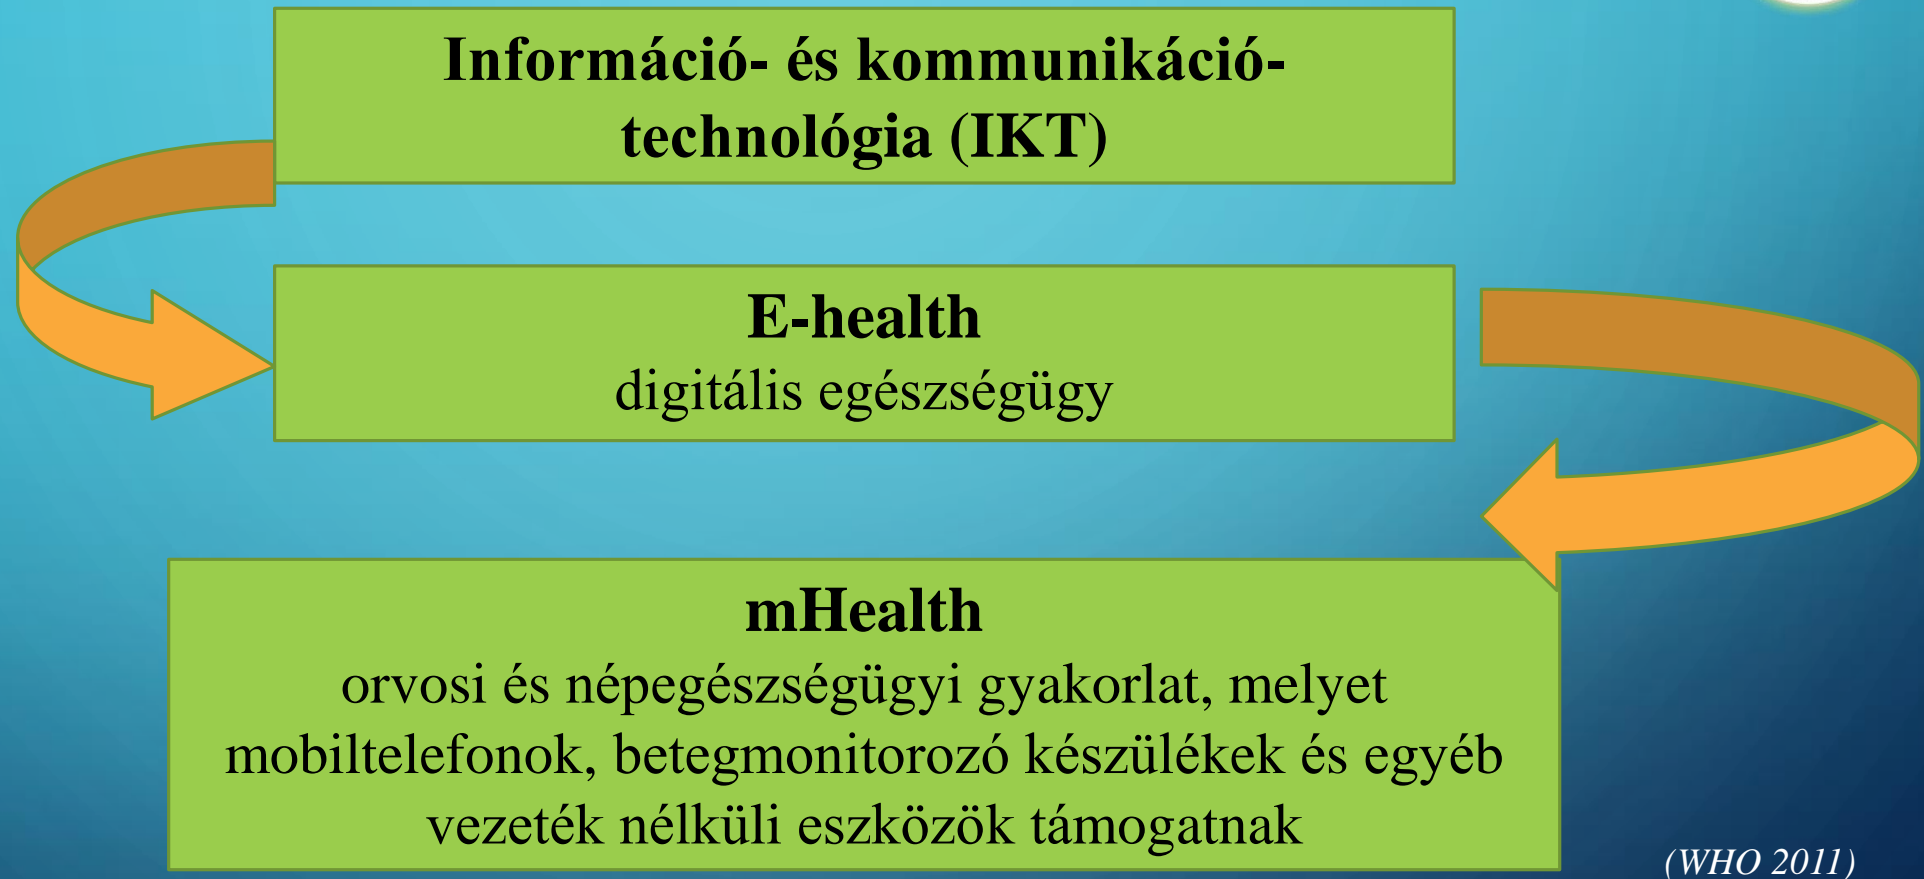 Információ- és kommunikáció-
technológia (IKT)
E-health
digitális egészségügy
mHealth
orvosi és népegészségügyi gyakorlat, melyet
mobiltelefonok, betegmonitorozó készülékek és egyéb
vezeték nélküli eszközök támogatnak
(WHO 2011)